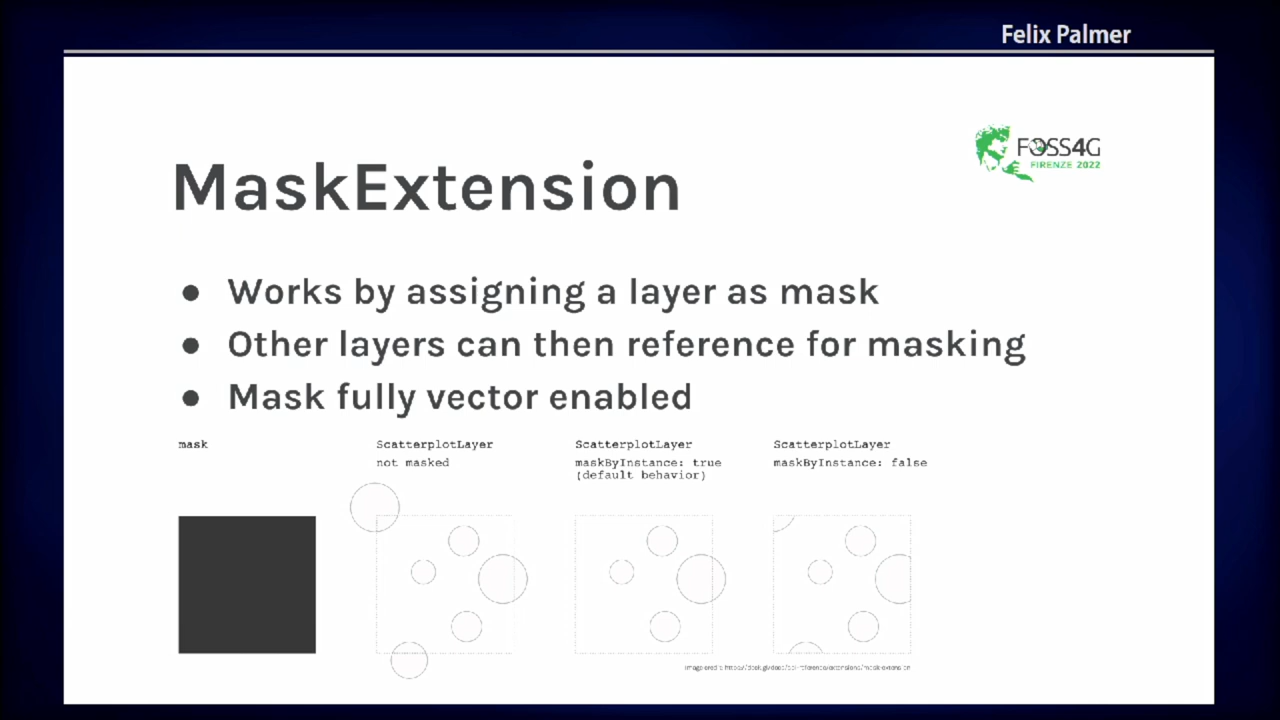 Felix Palmer
FOSS4G
FIRENZE 2022
MaskExtension
● Works by assigning a layer as mask
● Other layers can then reference for masking
● Mask fully vector enabled
mask
ScatterplotLayer
not masked
ScatterplotLayer
maskByInstance: true
(default behavior)
ScatterplotLayer
maskByInstance: false